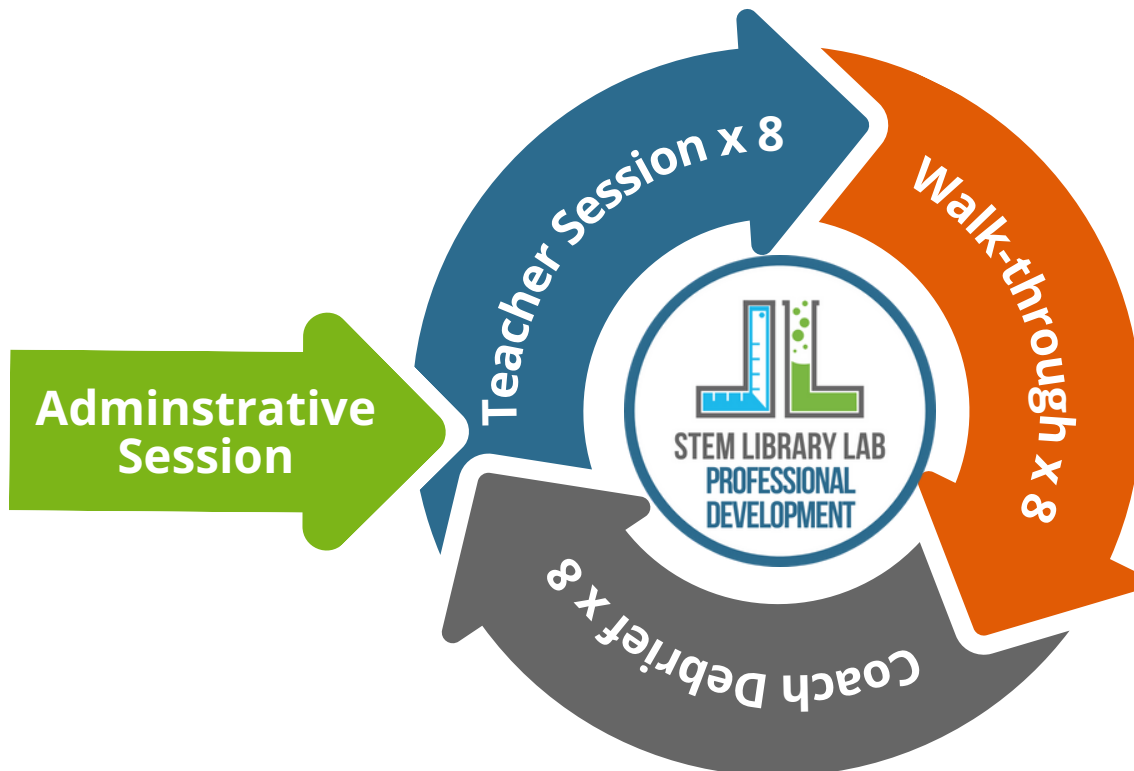 Adminstrative
Session
Teacher Session x 8
Walk-through x 8
Coach Debrief x 8
STEM LIBRARY LAB
PROFESSIONAL
DEVELOPMENT